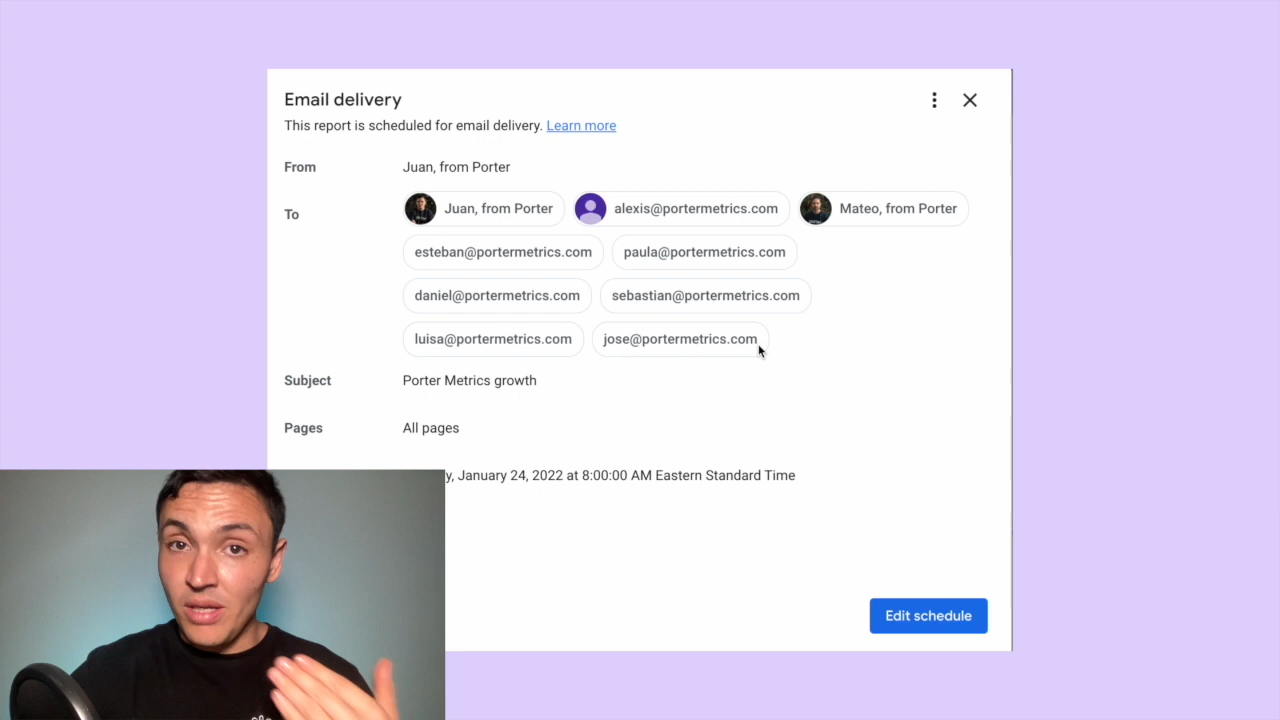 Email delivery
This report is scheduled for email delivery. Learn more
From Juan, from Porter
To Juan, from Porter alexis@portermetrics.com Mateo, from Porter
esteban@portermetrics.com paula@portermetrics.com
daniel@portermetrics.com sebastian@portermetrics.com
luisa@portermetrics.com jose@portermetrics.com
Subject Porter Metrics growth
Pages All pages
January 24, 2022 at 8:00:00 AM Eastern Standard Time
Edit schedule